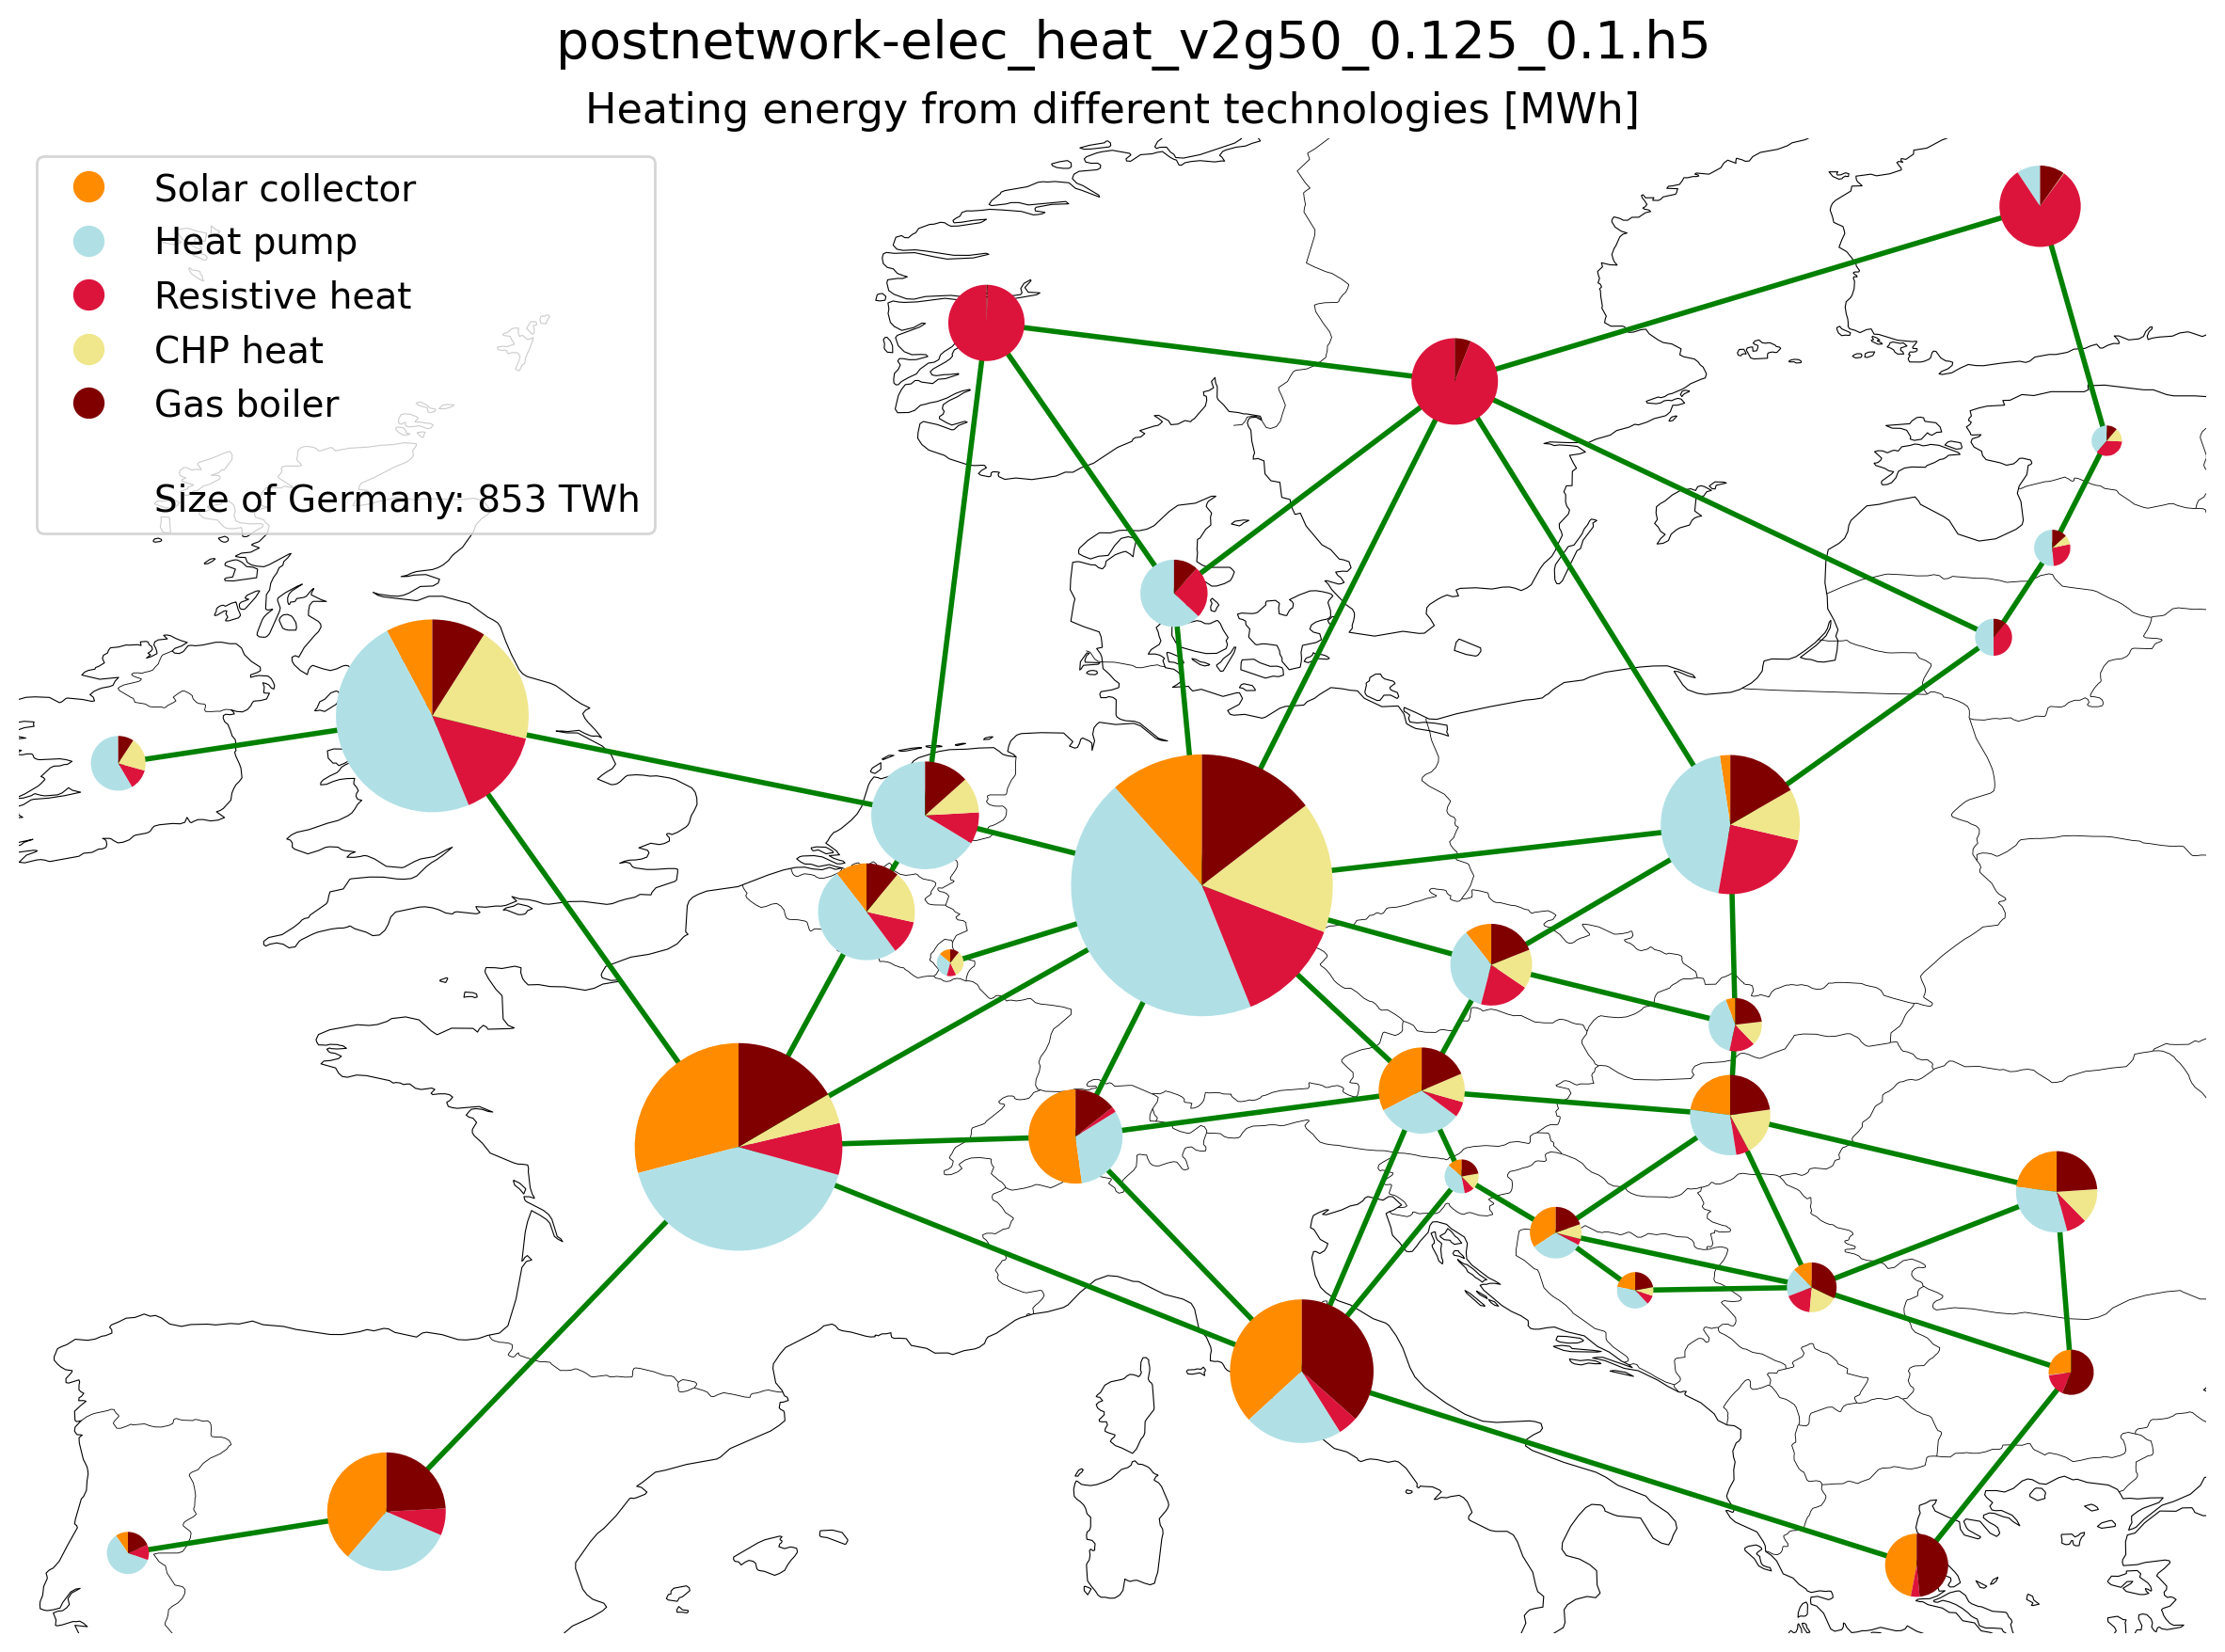 postnetwork-elec_heat_v2g50_0.125_0.1.h5
Heating energy from different technologies [MWh]
Solar collector
Heat pump
Resistive heat
CHP heat
Gas boiler
Size of Germany: 853 TWh